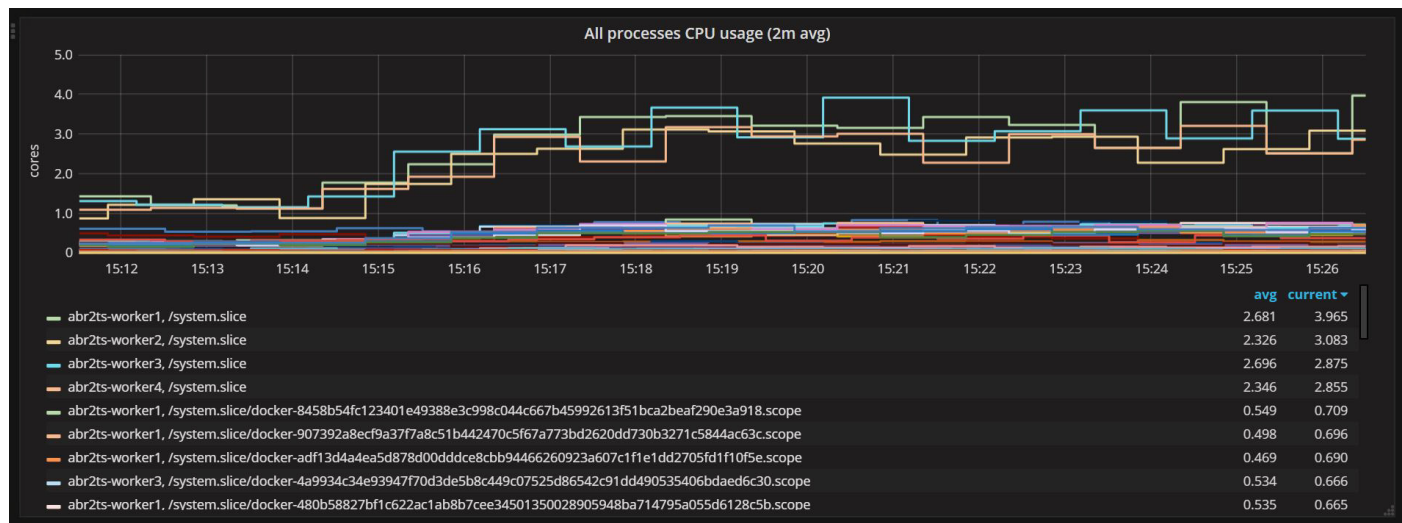 All processes CPU usage (2m avg)
5.0
4.0
3.0
2.0
1.0
0
cores
15:12 15:13 15:14 15:15 15:16 15:17 15:18 15:19 15:20 15:21 15:22 15:23 15:24 15:25 15:26
avg current
abr2ts-worker1, /system.slice 2.681 3.965
abr2ts-worker2, /system.slice 2.326 3.083
abr2ts-worker3, /system.slice 2.696 2.875
abr2ts-worker4, /system.slice 2.346 2.855
abr2ts-worker1, /system.slice/docker-8458b54fc123401e49388e3c998c044c667b45992613f51bca2beaf290e3a918.scope 0.549 0.709
abr2ts-worker1, /system.slice/docker-907392a8ecf9a37f7a8c51b442470c5f67a773bd2620dd730b3271c5844ac63c.scope 0.498 0.696
abr2ts-worker1, /system.slice/docker-adf13d4a4ea5d878d00dddce8cbb94466260923a607c1f1e1dd2705fd1f10f5e.scope 0.469 0.690
abr2ts-worker3, /system.slice/docker-4a9934c34e93947f70d3de5b8c449c07525d86542c91dd490535406bdaed6c30.scope 0.534 0.666
abr2ts-worker1, /system.slice/docker-480b58827bf1c622ac1ab8b7cee34501350028905948ba714795a055d6128c5b.scope 0.535 0.665